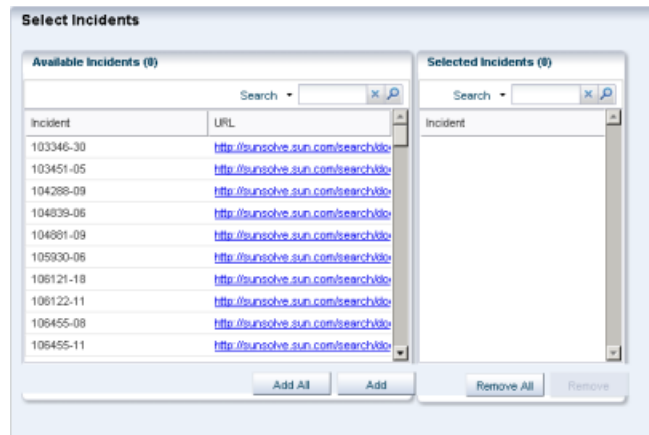 Select Incidents
Available Incidents (0)
Search
Incident URL
103346-30 http://sunsolve.sun.com/search/do
103451-05 http://sunsolve.sun.com/search/do
104288-09 http://sunsolve.sun.com/search/do
104839-06 http://sunsolve.sun.com/search/do
104881-09 http://sunsolve.sun.com/search/do
105930-06 http://sunsolve.sun.com/search/do
106121-18 http://sunsolve.sun.com/search/do
106122-11 http://sunsolve.sun.com/search/do
106455-08 http://sunsolve.sun.com/search/do
106455-11 http://sunsolve.sun.com/search/do
Add All Add
Selected Incidents (0)
Search
Incident
Remove All Remove